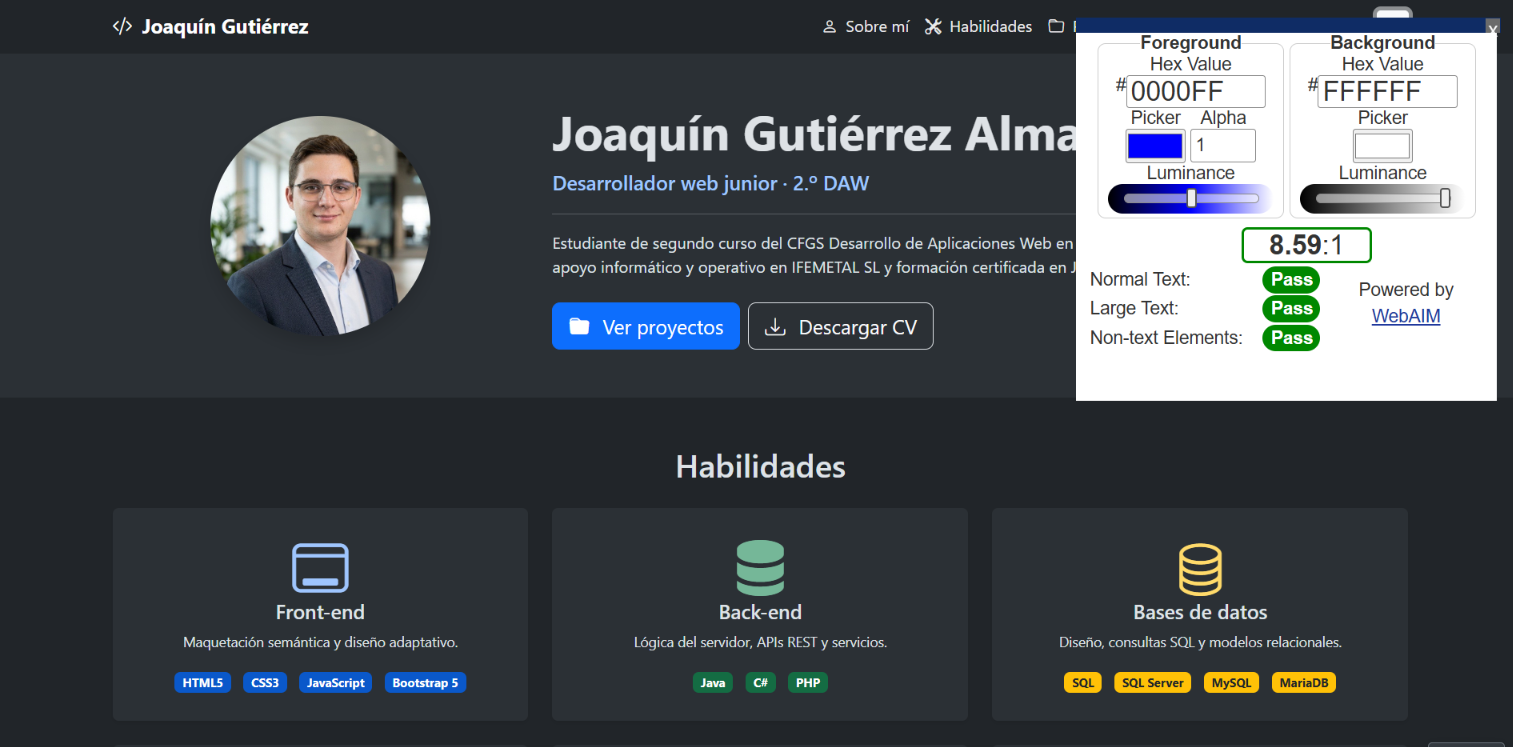 </> Joaquín Gutiérrez
Sobre mí Habilidades
x
Foreground
Hex Value
#0000FF
Picker Alpha
1
Luminance
Background
Hex Value
#FFFFFF
Picker
Luminance
8.59:1
Normal Text: Pass
Large Text: Pass
Non-text Elements: Pass
Powered by
WebAIM
Joaquín Gutiérrez Alma
Desarrollador web junior · 2.º DAW
Estudiante de segundo curso del CFGS Desarrollo de Aplicaciones Web en
apoyo informático y operativo en IFEMETAL SL y formación certificada en J
Ver proyectos Descargar CV
Habilidades
Front-end
Maquetación semántica y diseño adaptativo.
HTML5 CSS3 JavaScript Bootstrap 5
Back-end
Lógica del servidor, APIs REST y servicios.
Java C# PHP
Bases de datos
Diseño, consultas SQL y modelos relacionales.
SQL SQL Server MySQL MariaDB